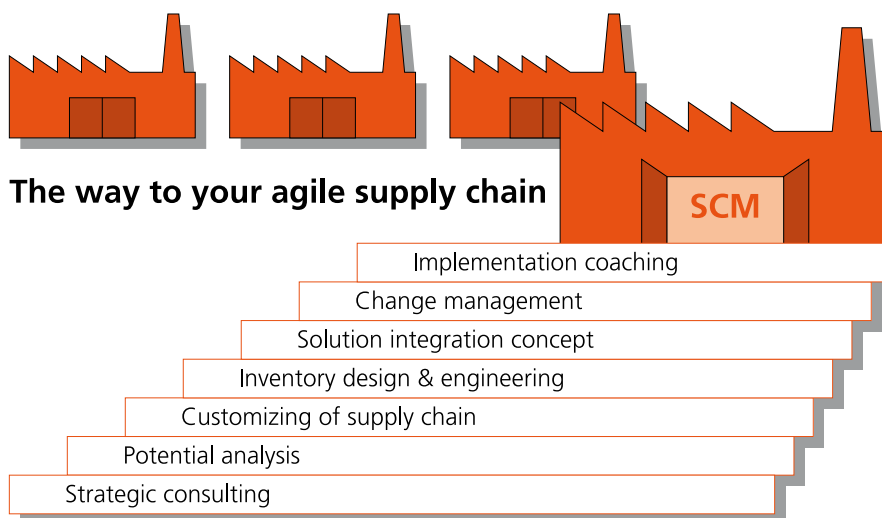 The way to your agile supply chain
SCM
Implementation coaching
Change management
Solution integration concept
Inventory design & engineering
Customizing of supply chain
Potential analysis
Strategic consulting